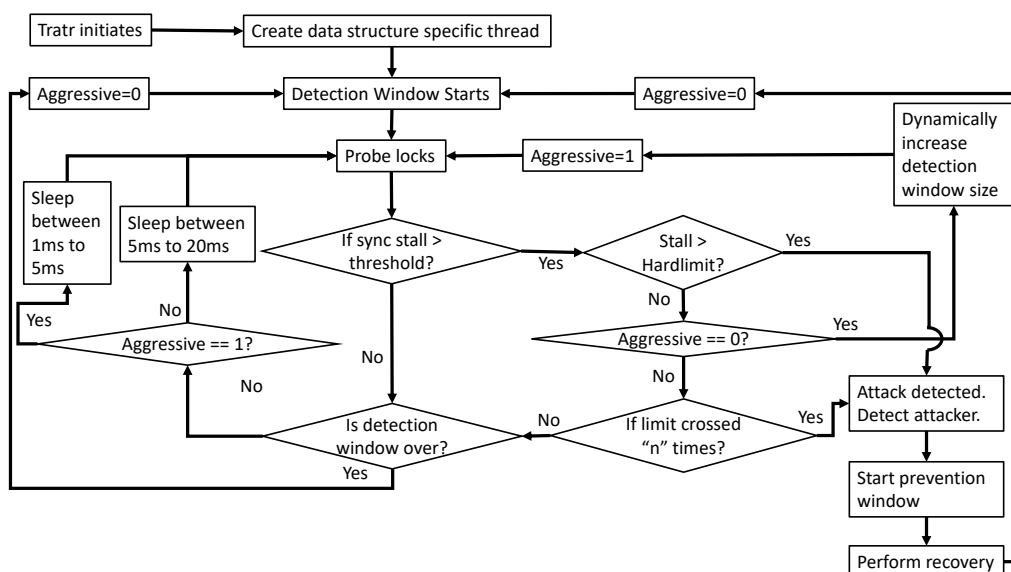 Tratr initiates
Create data structure specific thread
Aggressive=0
Detection Window Starts
Aggressive=0
Dynamically
increase
detection
window size
Probe locks
Aggressive=1
Sleep
between
1ms to
5ms
Sleep between
5ms to 20ms
If sync stall >
threshold?
Yes
Stall >
Hardlimit?
Yes
No
No
Yes
Aggressive == 1?
Aggressive == 0?
Yes
No
No
No
Is detection
window over?
Yes
No
If limit crossed
“n” times?
Yes
Attack detected.
Detect attacker.
Start prevention
window
Perform recovery